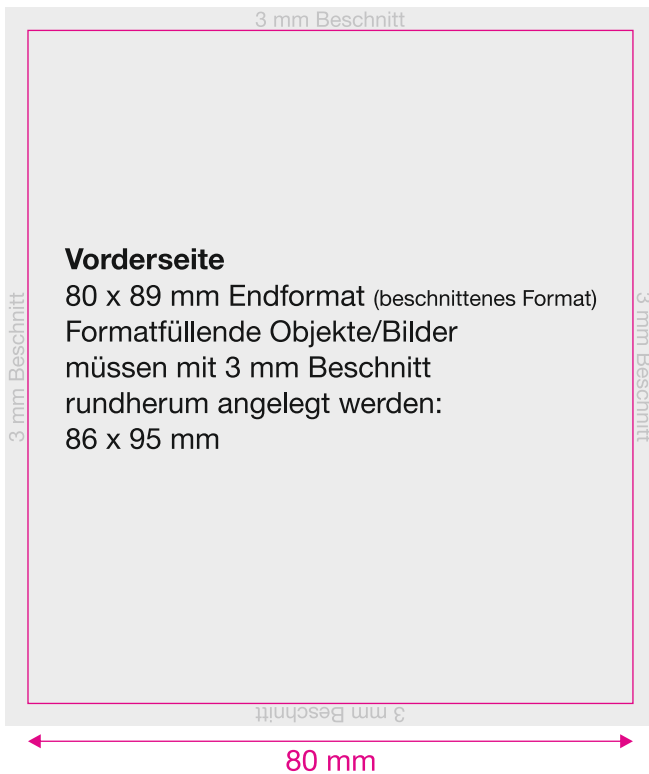 3 mm Beschnitt
Vorderseite
80 x 89 mm Endformat (beschnittenes Format)
Formatfüllende Objekte/Bilder
müssen mit 3 mm Beschnitt
rundherum angelegt werden:
86 x 95 mm
3 mm Beschnitt
3 mm Beschnitt
3 mm Beschnitt
80 mm